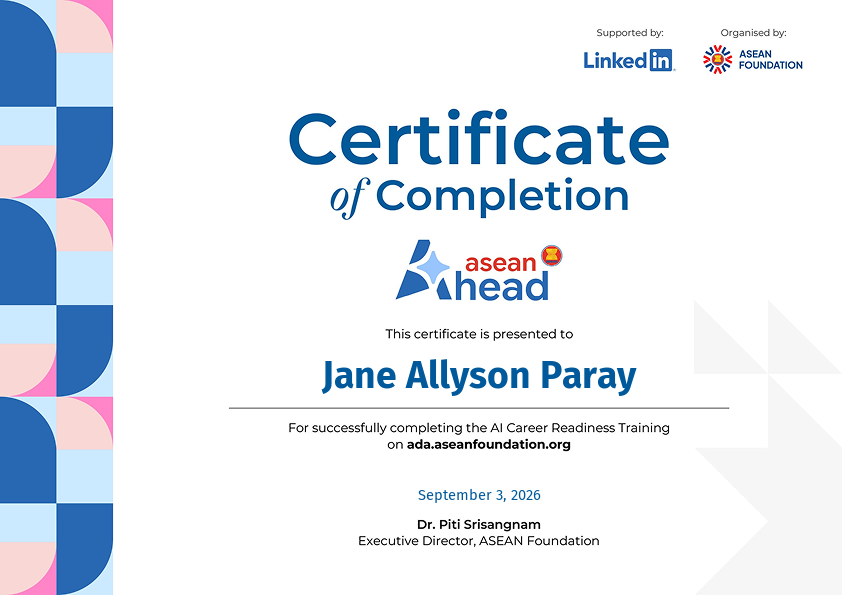 Supported by:
Organised by:
LinkedIn
ASEAN
FOUNDATION
Certificate
of Completion
asean
Ahead
This certificate is presented to
Jane Allyson Paray
For successfully completing the AI Career Readiness Training
on ada.aseanfoundation.org
September 3, 2026
Dr. Piti Srisangnam
Executive Director, ASEAN Foundation